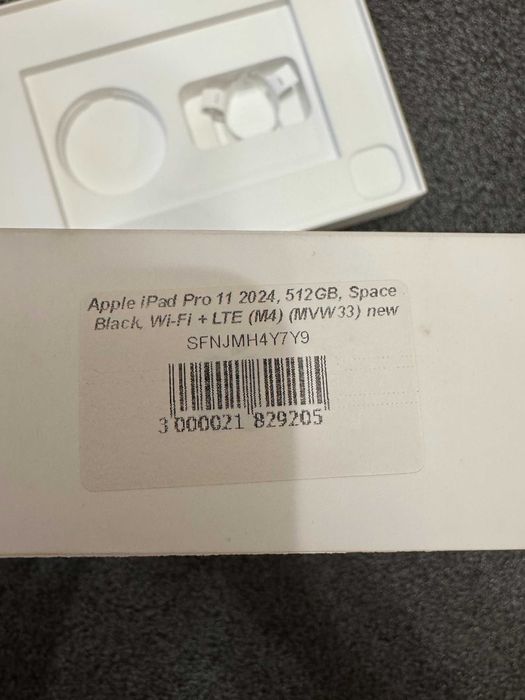 Apple iPad Pro 11 2024, 512GB, Space
Black, Wi-Fi + LTE (M4) (MVW33) new
SFNJMH4Y7Y9
3 000021 829205